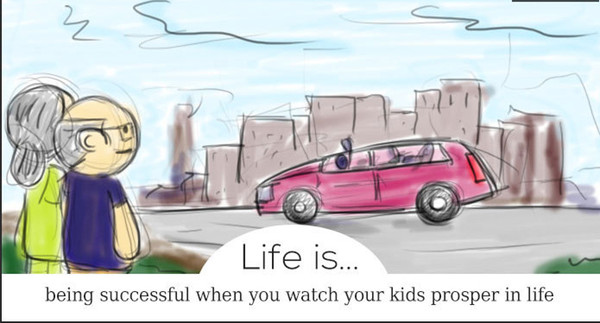 Life is...
being successful when you watch your kids prosper in life